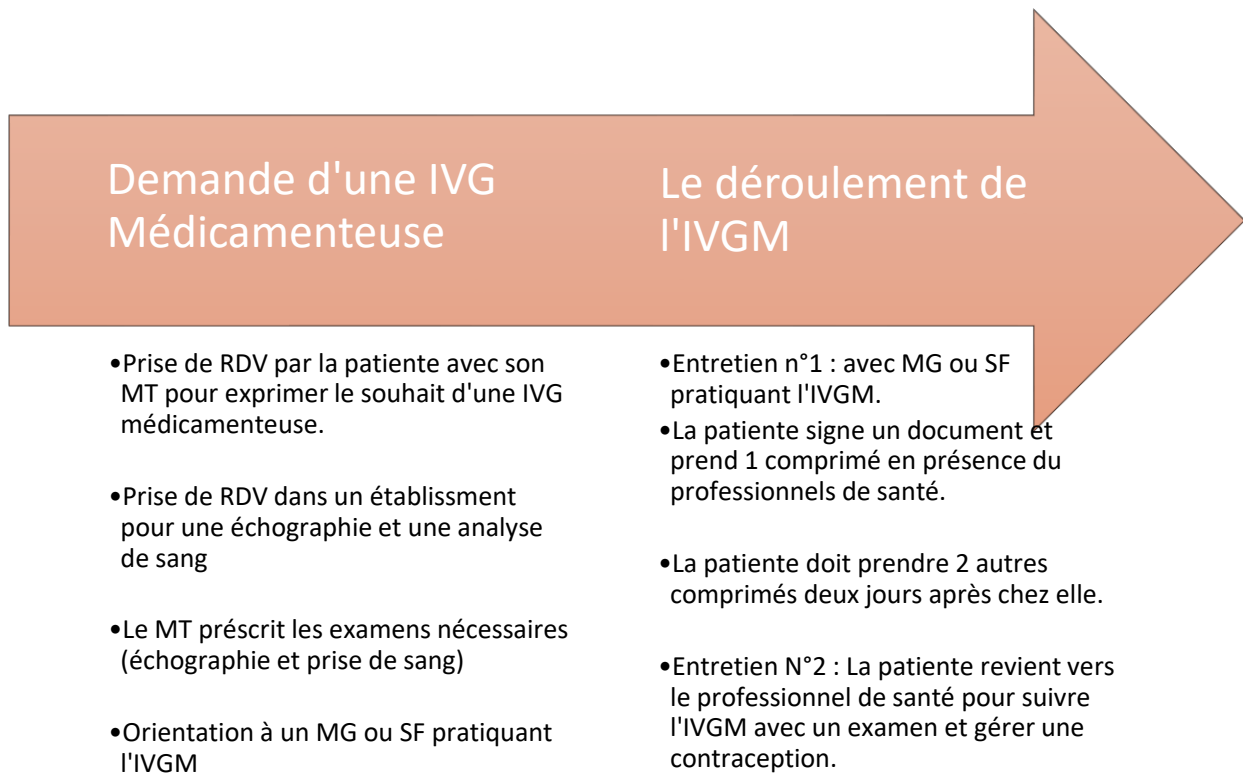 Demande d'une IVG
Médicamenteuse
•Prise de RDV par la patiente avec son
MT pour exprimer le souhait d'une IVG
médicamenteuse.
•Prise de RDV dans un établissment
pour une échographie et une analyse
de sang
•Le MT préscrit les examens nécessaires
(échographie et prise de sang)
•Orientation à un MG ou SF pratiquant
l'IVGM
Le déroulement de
l'IVGM
•Entretien n°1 : avec MG ou SF
pratiquant l'IVGM.
•La patiente signe un document et
prend 1 comprimé en présence du
professionnels de santé.
•La patiente doit prendre 2 autres
comprimés deux jours après chez elle.
•Entretien N°2 : La patiente revient vers
le professionnel de santé pour suivre
l'IVGM avec un examen et gérer une
contraception.